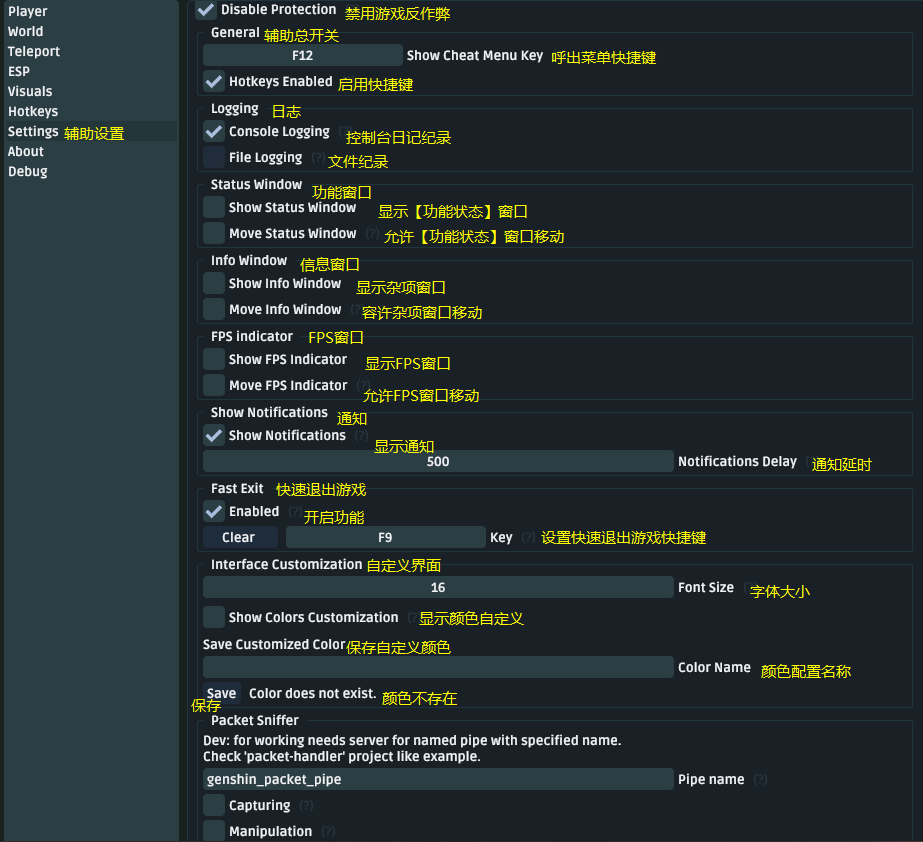 Player
World
Teleport
ESP
Visuals
Hotkeys
Settings 辅助设置
About
Debug
Disable Protection 禁用游戏反作弊
General 辅助总开关
F12 Show Cheat Menu Key 呼出菜单快捷键
Hotkeys Enabled 启用快捷键
Logging 日志
Console Logging (?) 控制台日记纪录
File Logging (?) 文件纪录
Status Window 功能窗口
Show Status Window 显示【功能状态】窗口
Move Status Window (?) 允许【功能状态】窗口移动
Info Window 信息窗口
Show Info Window 显示杂项窗口
Move Info Window (?) 容许杂项窗口移动
FPS indicator FPS窗口
Show FPS Indicator 显示FPS窗口
Move FPS Indicator (?) 允许FPS窗口移动
Show Notifications 通知
Show Notifications (?) 显示通知
500 Notifications Delay (?) 通知延时
Fast Exit 快速退出游戏
Enabled (?) 开启功能
Clear F9 Key (?) 设置快速退出游戏快捷键
Interface Customization 自定义界面
16 Font Size (?) 字体大小
Show Colors Customization (?) 显示颜色自定义
Save Customized Color 保存自定义颜色
Color Name 颜色配置名称
Save Color does not exist. 颜色不存在
保存
Packet Sniffer
Dev: for working needs server for named pipe with specified name.
Check 'packet-handler' project like example.
genshin_packet_pipe Pipe name (?)
Capturing (?)
Manipulation (?)